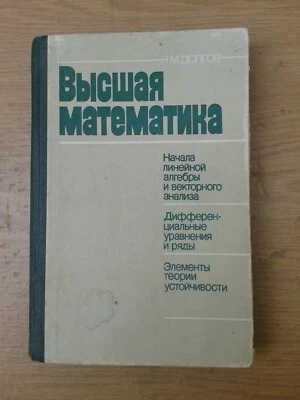 Н М ДОЛГОВ
Высшая
математика
Начала
линейной
алгебры
и векторного
анализа
Дифферен-
циальные
уравнения
и ряды
Элементы
теории
устойчивости